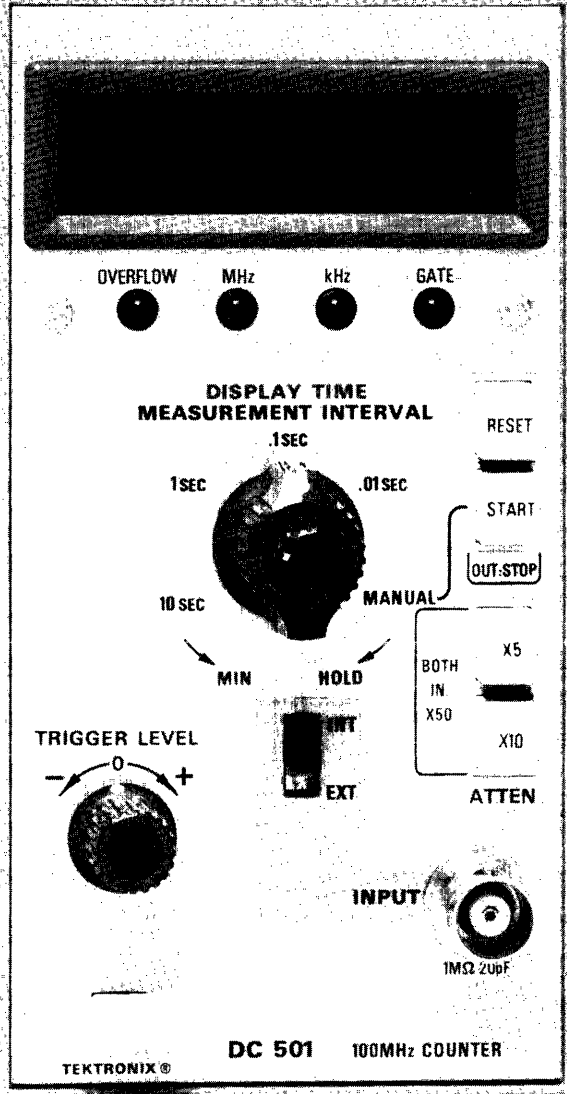 OVERFLOW MHz kHz GATE
DISPLAY TIME
MEASUREMENT INTERVAL
.1SEC
1SEC
.01SEC
10 SEC
MANUAL
RESET
START
OUT:STOP
MIN
HOLD
BOTH
IN
X50
X5
X10
ATTEN
INT
EXT
TRIGGER LEVEL
− 0 +
INPUT
1MΩ 20pF
DC 501 100MHz COUNTER
TEKTRONIX®